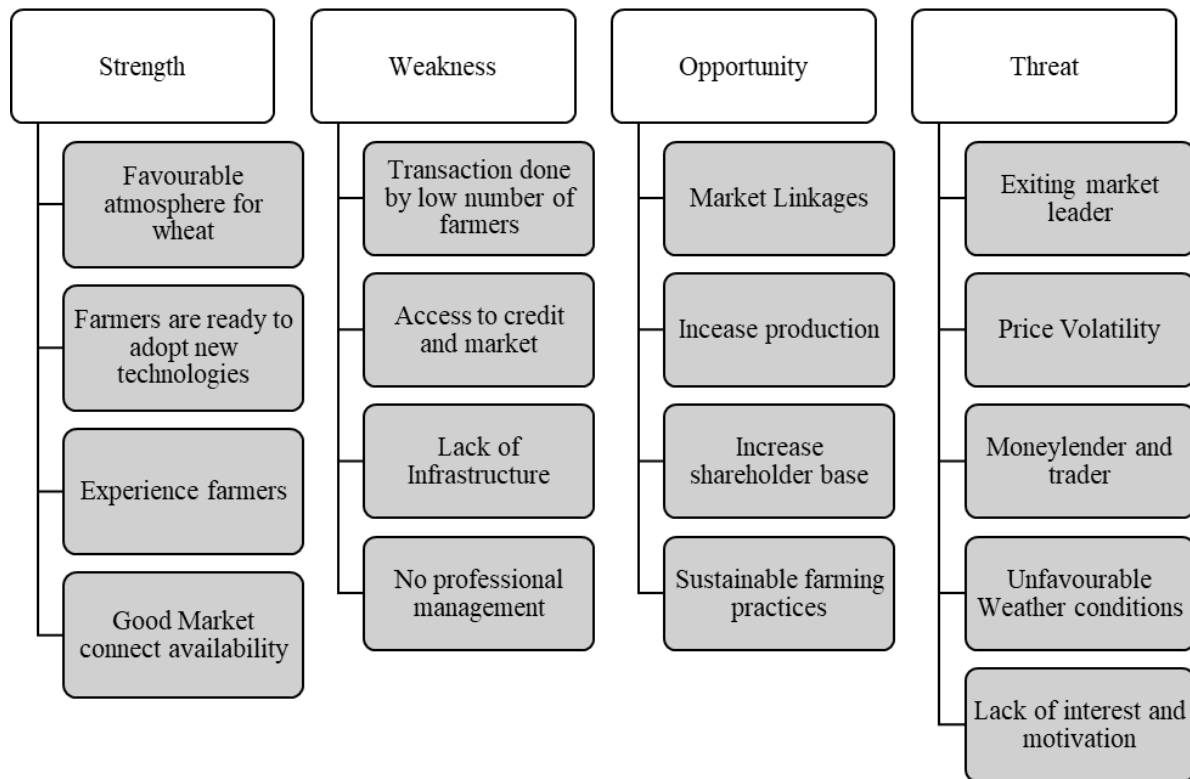 Strength
Favourable
atmosphere for
wheat
Farmers are ready to
adopt new
technologies
Experience farmers
Good Market
connect availability
Weakness
Transaction done
by low number of
farmers
Access to credit
and market
Lack of
Infrastructure
No professional
management
Opportunity
Market Linkages
Incease production
Increase
shareholder base
Sustainable farming
practices
Threat
Exiting market
leader
Price Volatility
Moneylender and
trader
Unfavourable
Weather conditions
Lack of interest and
motivation